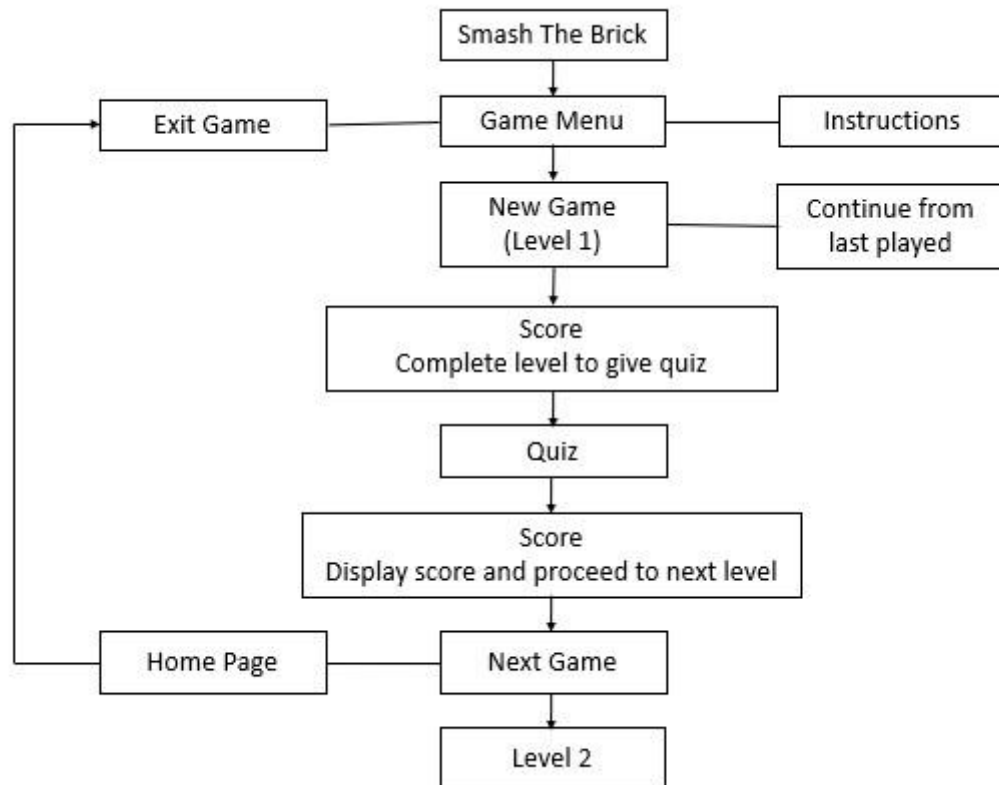 Smash The Brick
Exit Game
Game Menu
Instructions
New Game
(Level 1)
Continue from
last played
Score
Complete level to give quiz
Quiz
Score
Display score and proceed to next level
Home Page
Next Game
Level 2